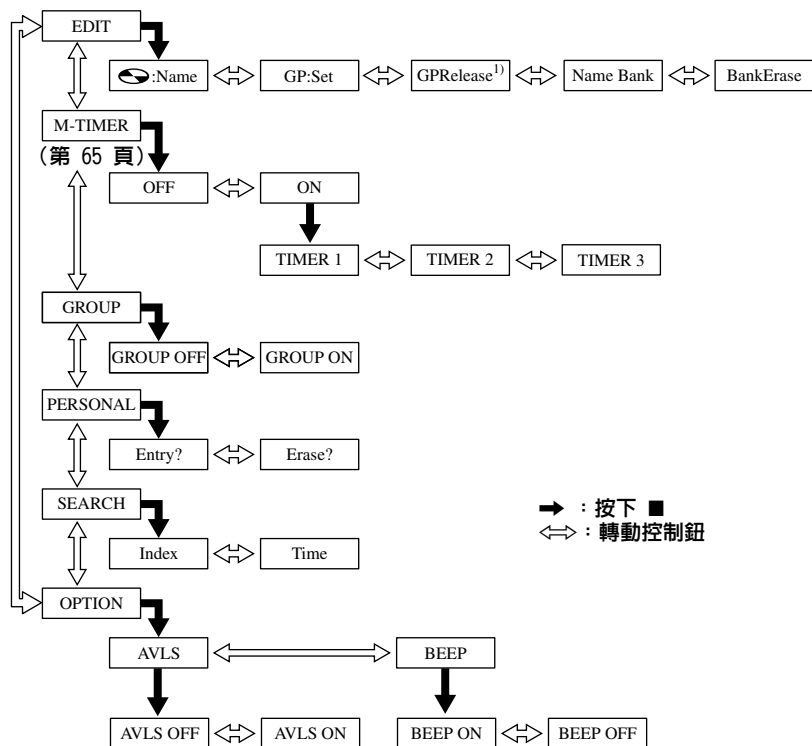 EDIT
:Name GP:Set GPRelease1) Name Bank BankErase
M-TIMER
(第 65 頁)
OFF ON
TIMER 1 TIMER 2 TIMER 3
GROUP
GROUP OFF GROUP ON
PERSONAL
Entry? Erase?
SEARCH
：按下 ■
：轉動控制鈕
Index Time
OPTION
AVLS BEEP
AVLS OFF AVLS ON BEEP ON BEEP OFF